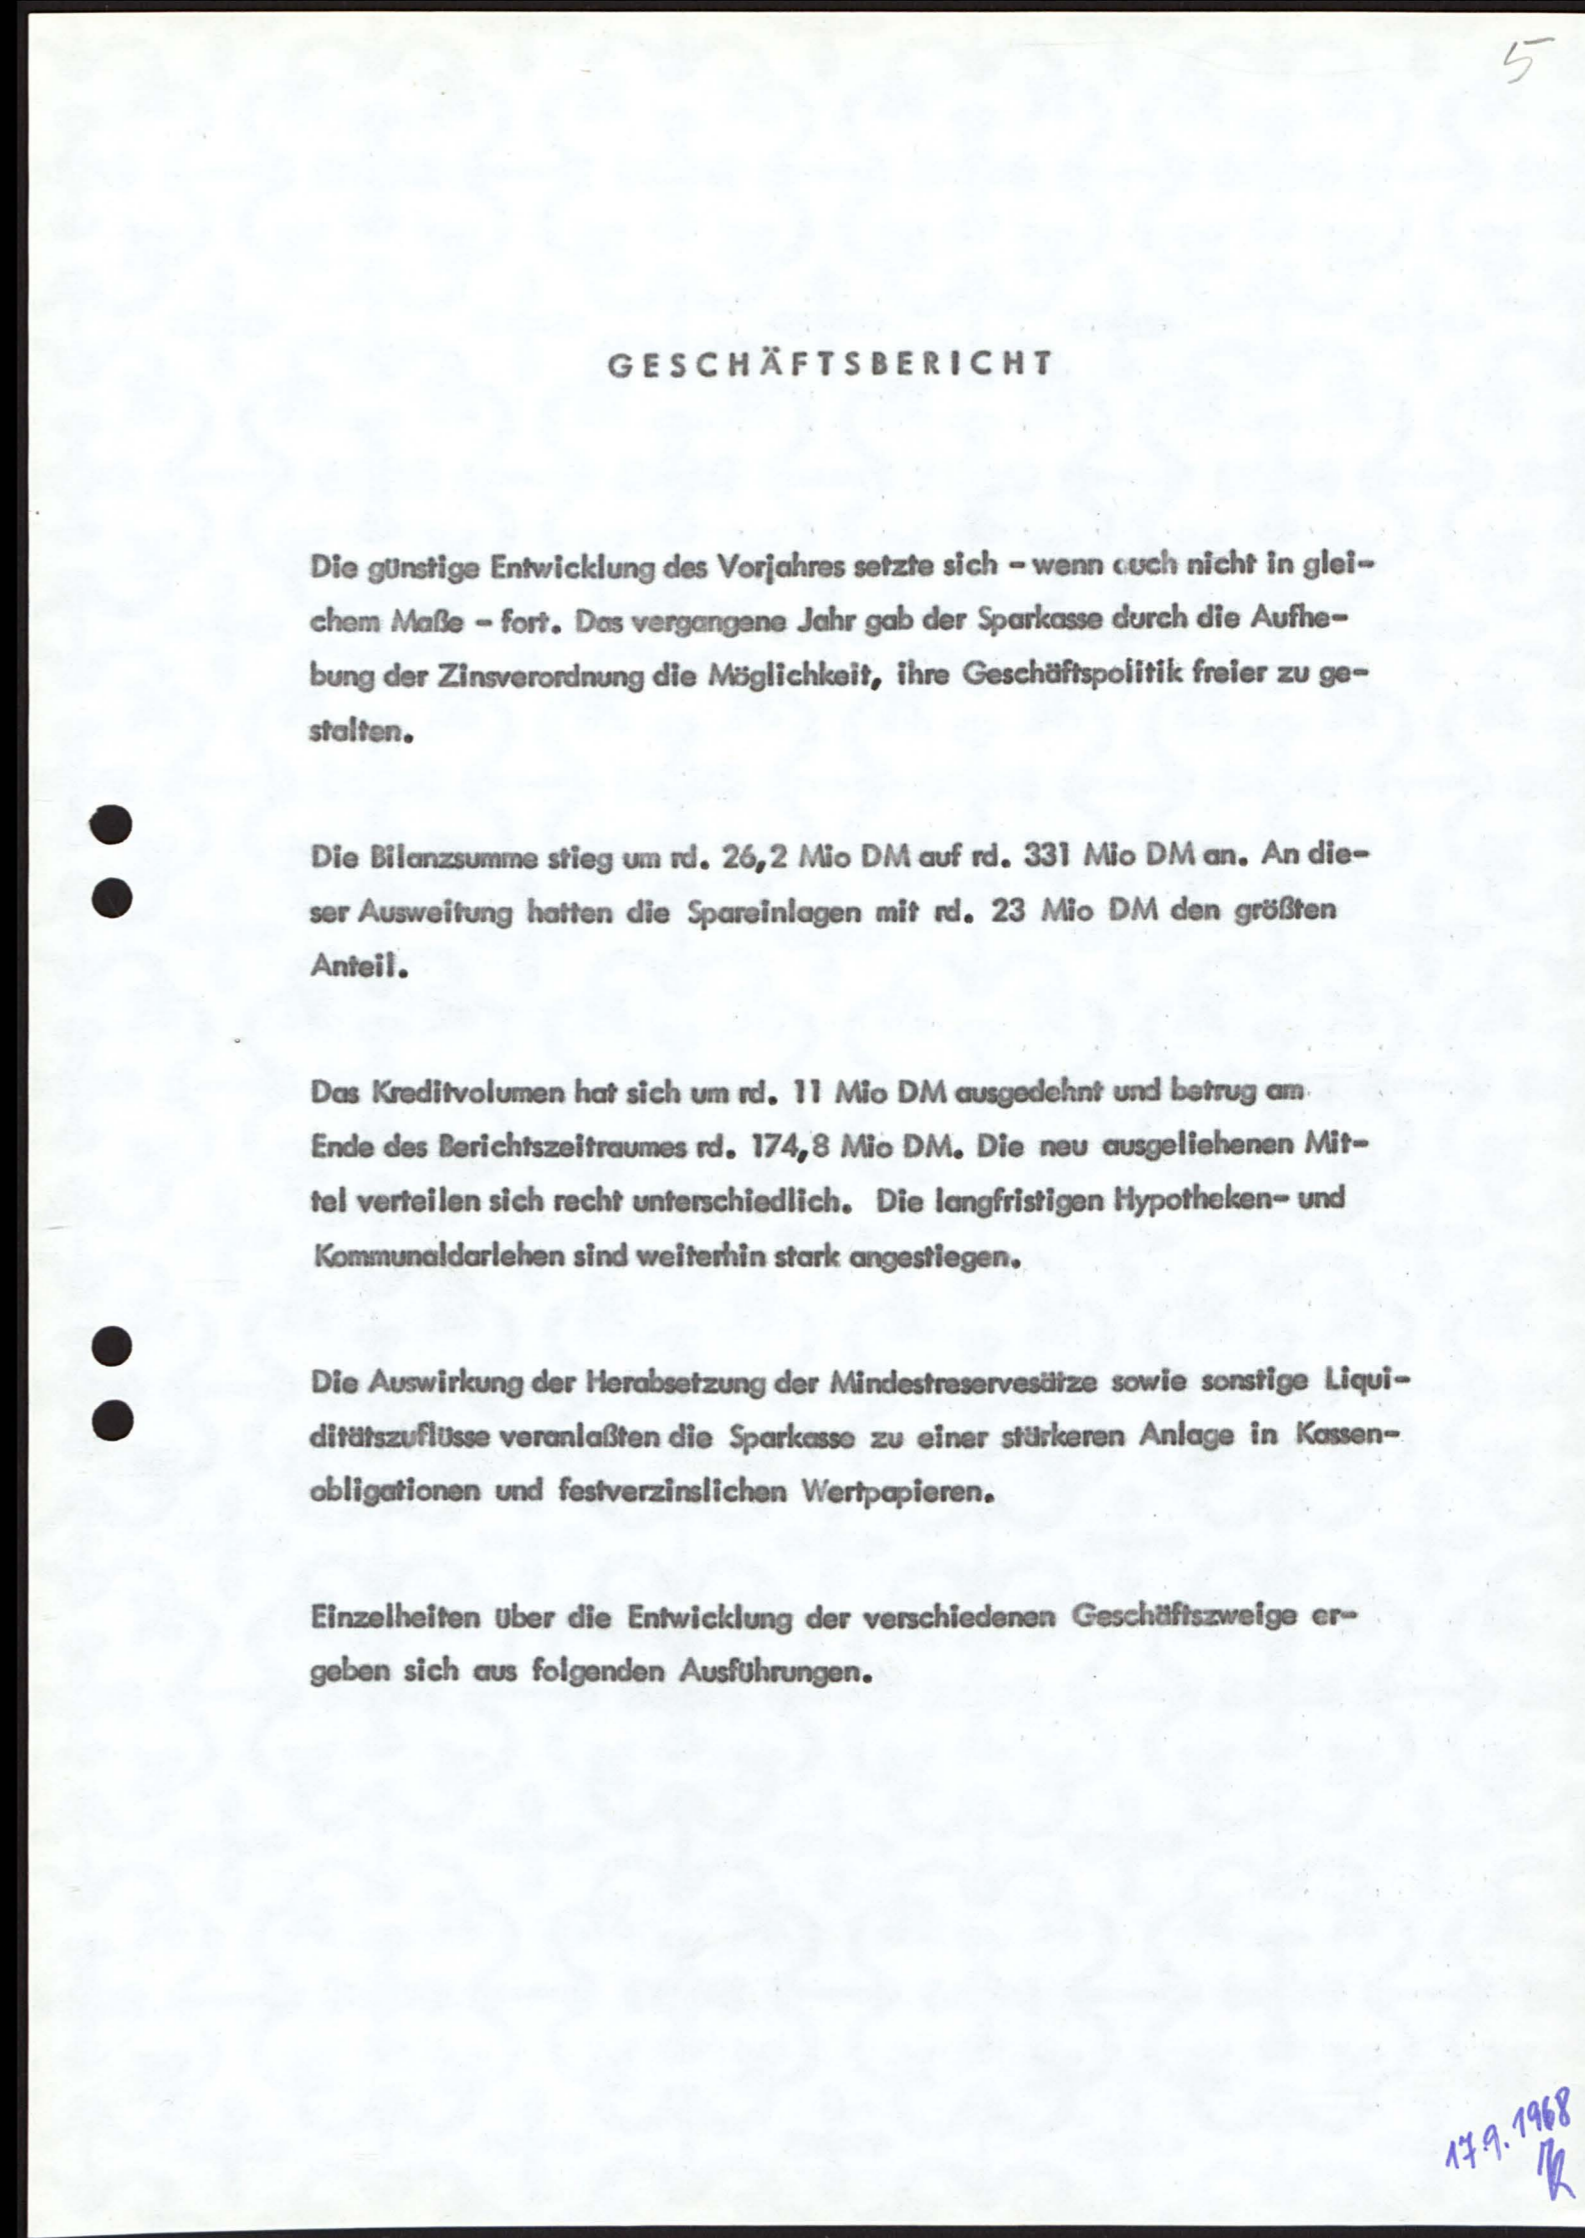 5
GESCHÄFTSBERICHT
Die günstige Entwicklung des Vorjahres setzte sich - wenn auch nicht in glei-
chem Maße - fort. Das vergangene Jahr gab der Sparkasse durch die Aufhe-
bung der Zinsverordnung die Möglichkeit, ihre Geschäftspolitik freier zu ge-
stalten.
Die Bilanzsumme stieg um rd. 26,2 Mio DM auf rd. 331 Mio DM an. An die-
ser Ausweitung hatten die Spareinlagen mit rd. 23 Mio DM den größten
Anteil.
Das Kreditvolumen hat sich um rd. 11 Mio DM ausgedehnt und betrug am
Ende des Berichtszeitraumes rd. 174,8 Mio DM. Die neu ausgeliehenen Mit-
tel verteilen sich recht unterschiedlich. Die langfristigen Hypotheken- und
Kommunaldarlehen sind weiterhin stark angestiegen.
Die Auswirkung der Herabsetzung der Mindestreservesätze sowie sonstige Liqui-
ditätszuflüsse veranlaßten die Sparkasse zu einer stärkeren Anlage in Kassen-
obligationen und festverzinslichen Wertpapieren.
Einzelheiten über die Entwicklung der verschiedenen Geschäftszweige er-
geben sich aus folgenden Ausführungen.
17.9.1968